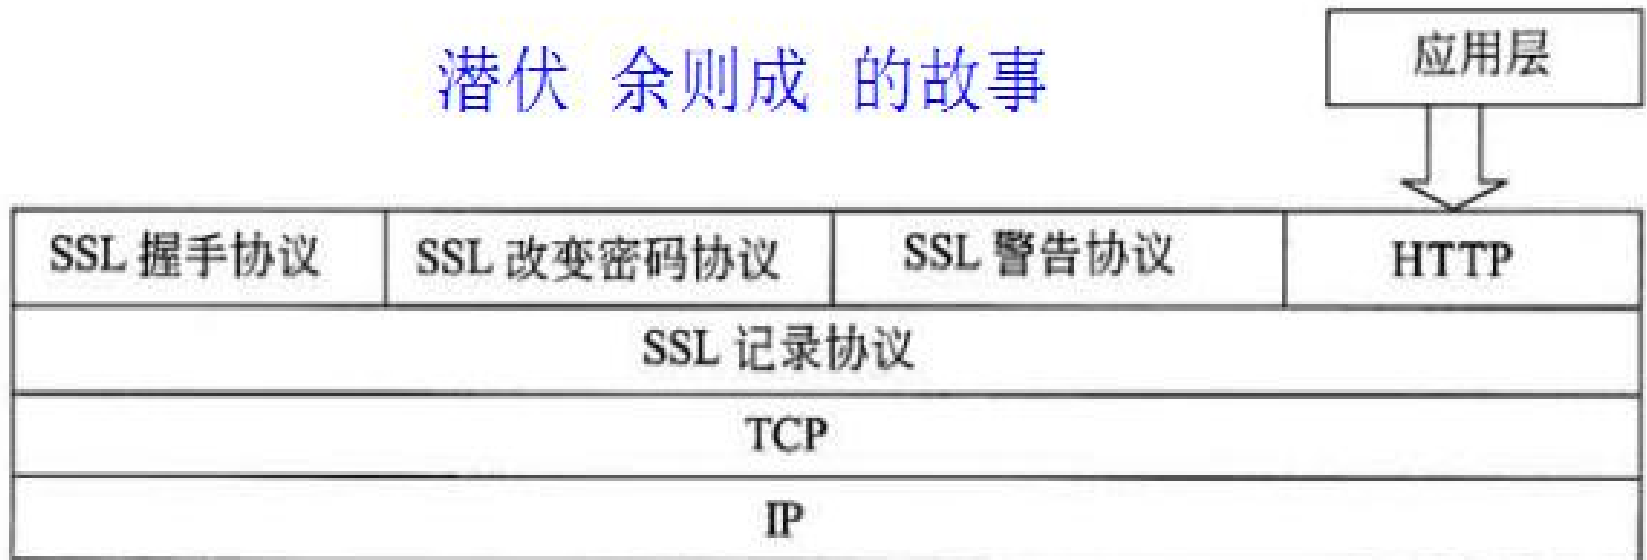 潜伏 余则成 的故事
应用层
SSL 握手协议
SSL 改变密码协议
SSL 警告协议
HTTP
SSL 记录协议
TCP
IP